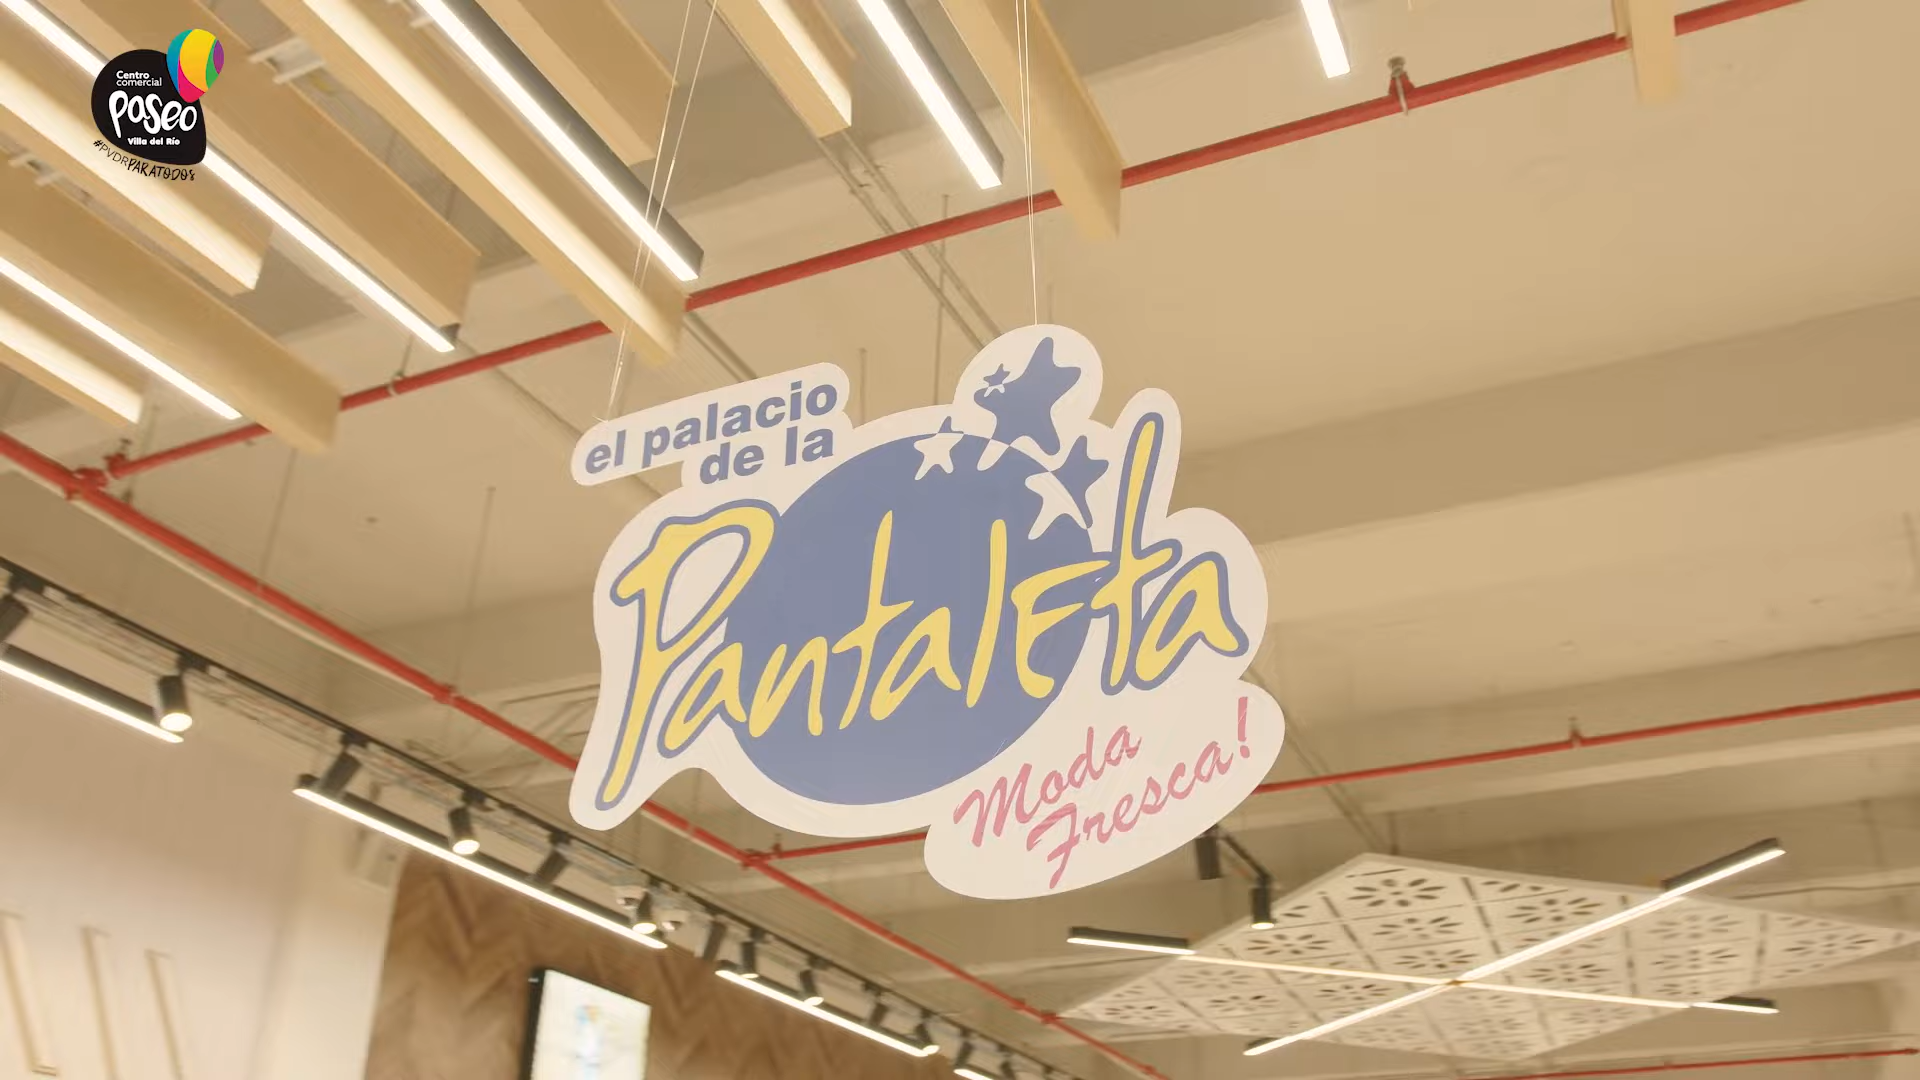 Centro
comercial
Paseo
Villa del Río
#PVDRPARATODOS
el palacio
de la
PantalEta
Moda
Fresca!